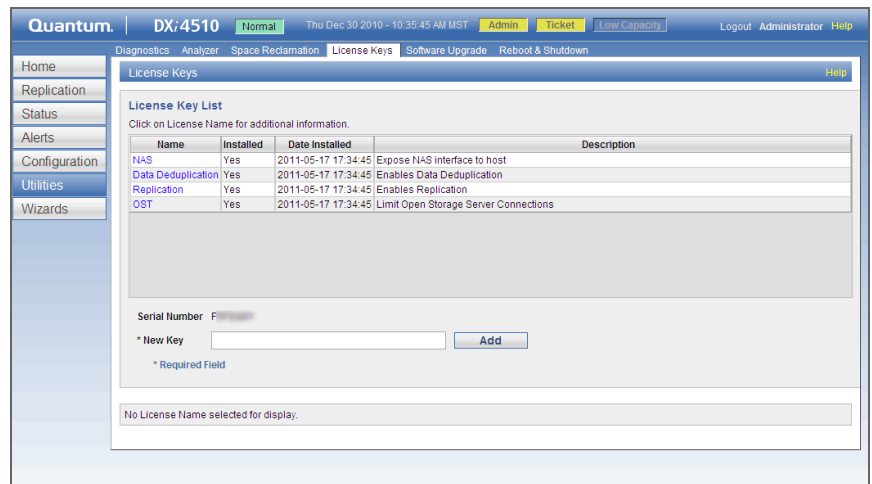 Quantum. DXi4510 Normal Thu Dec 30 2010 - 10:35:45 AM MST Admin Ticket Low Capacity Logout Administrator Help
Diagnostics Analyzer Space Reclamation License Keys Software Upgrade Reboot & Shutdown
Home
Replication
Status
Alerts
Configuration
Utilities
Wizards
License Keys Help
License Key List
Click on License Name for additional information.
Name Installed Date Installed Description
NAS Yes 2011-05-17 17:34:45 Expose NAS interface to host
Data Deduplication Yes 2011-05-17 17:34:45 Enables Data Deduplication
Replication Yes 2011-05-17 17:34:45 Enables Replication
OST Yes 2011-05-17 17:34:45 Limit Open Storage Server Connections
Serial Number
* New Key Add
* Required Field
No License Name selected for display.